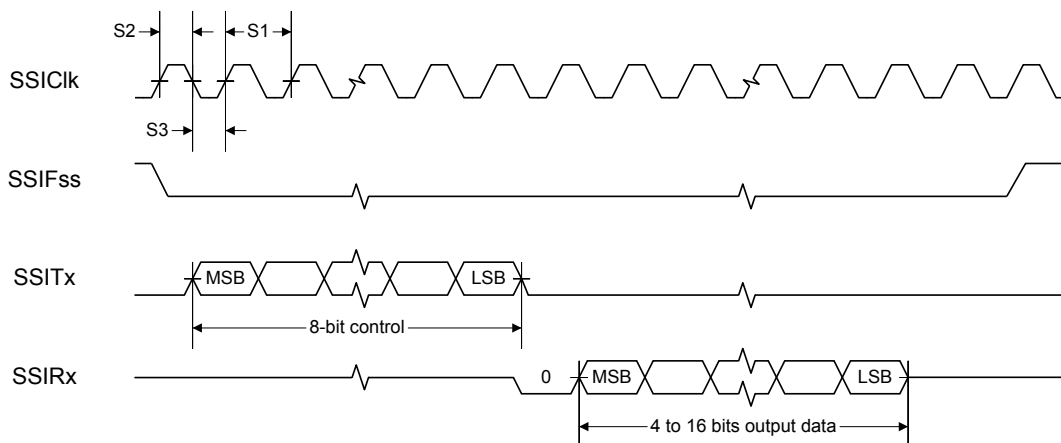 S2
S1
SSIClk
S3
SSIFss
SSITx
MSB
LSB
8-bit control
SSIRx
0
MSB
LSB
4 to 16 bits output data